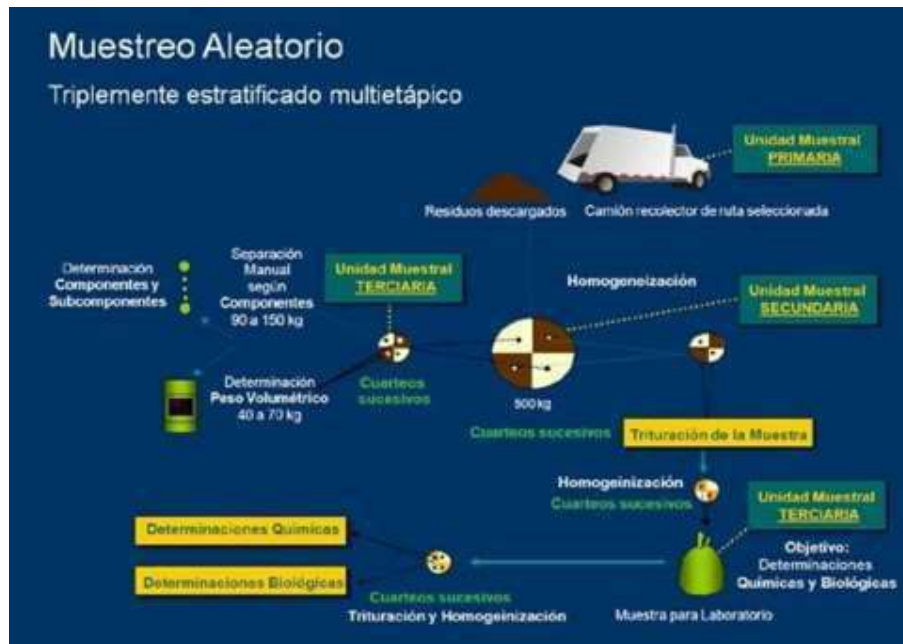 Muestreo Aleatorio
Triplemente estratificado multietápico
Unidad Muestral
PRIMARIA
Residuos descargados
Camión recolector de ruta seleccionada
Determinación
Componentes y
Subcomponentes
Separación
Manual
según
Componentes
90 a 150 kg
Unidad Muestral
TERCIARIA
Homogeneización
Unidad Muestral
SECUNDARIA
Determinación
Peso Volumétrico
40 a 70 kg
Cuarteos
sucesivos
500 kg
Cuarteos sucesivos
Trituración de la Muestra
Homogeinización
Cuarteos sucesivos
Unidad Muestral
TERCIARIA
Objetivo:
Determinaciones
Químicas y Biológicas
Muestra para Laboratorio
Determinaciones Químicas
Determinaciones Biológicas
Cuarteos sucesivos
Trituración y Homogeinización